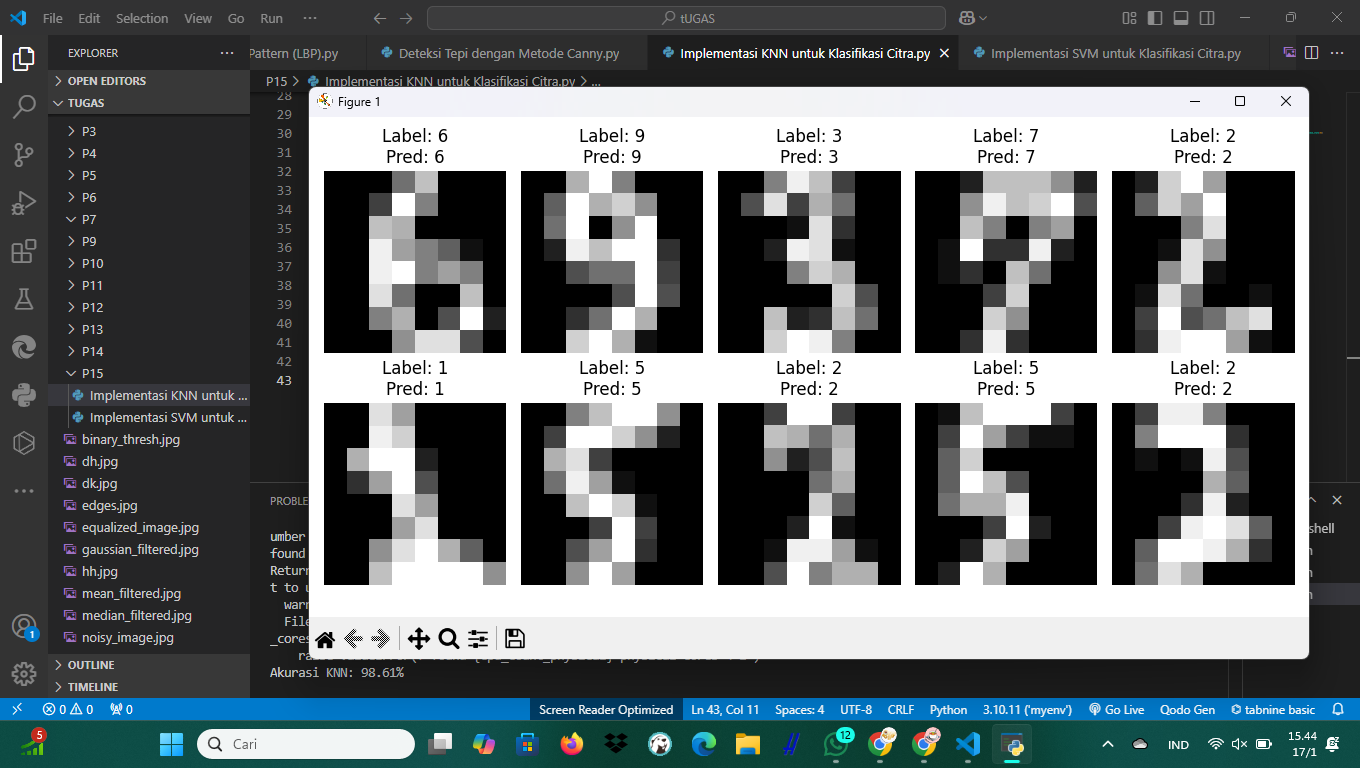 File Edit Selection View Go Run ···
tUGAS
EXPLORER
Pattern (LBP).py
Deteksi Tepi dengan Metode Canny.py
Implementasi KNN untuk Klasifikasi Citra.py
Implementasi SVM untuk Klasifikasi Citra.py
P15 > Implementasi KNN untuk Klasifikasi Citra.py > ...
OPEN EDITORS
TUGAS
P3
P4
P5
P6
P7
P9
P10
P11
P12
P13
P14
P15
Implementasi KNN untuk ...
Implementasi SVM untuk ...
binary_thresh.jpg
dh.jpg
dk.jpg
edges.jpg
equalized_image.jpg
gaussian_filtered.jpg
hh.jpg
mean_filtered.jpg
median_filtered.jpg
noisy_image.jpg
OUTLINE
TIMELINE
28
29
30
31
32
33
34
35
36
37
38
39
40
41
42
43
Figure 1
Label: 6
Pred: 6
Label: 9
Pred: 9
Label: 3
Pred: 3
Label: 7
Pred: 7
Label: 2
Pred: 2
Label: 1
Pred: 1
Label: 5
Pred: 5
Label: 2
Pred: 2
Label: 5
Pred: 5
Label: 2
Pred: 2
PROBLE
umber
found
Return
t to u
warn
File
_cores
Akurasi KNN: 98.61%
shell
1
0 0
0
Screen Reader Optimized
Ln 43, Col 11
Spaces: 4
UTF-8
CRLF
Python
3.10.11 ('myenv')
Go Live
Qodo Gen
tabnine basic
5
Cari
12
IND
15.44
17/1